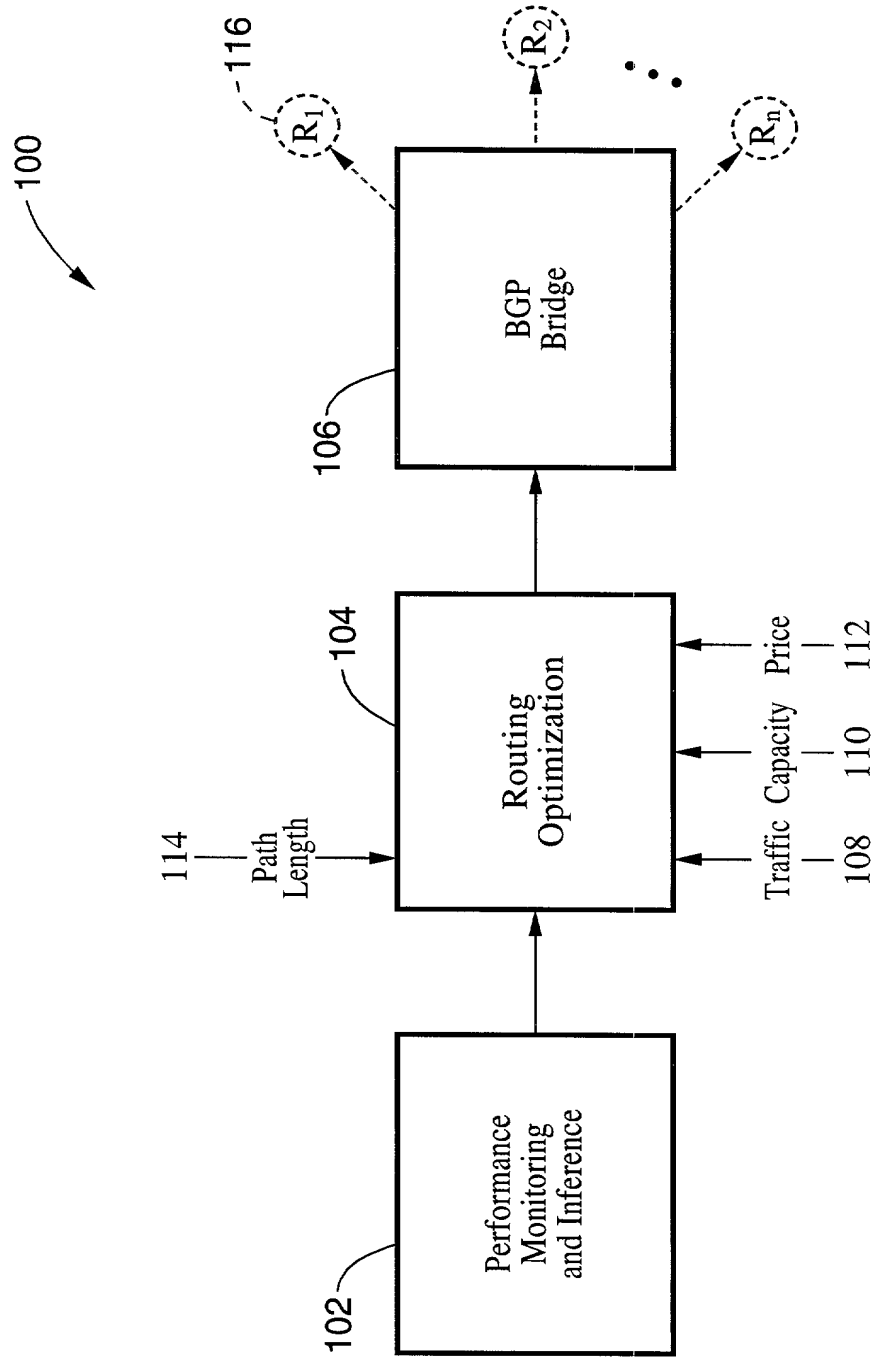 100
116
R1
R2
Rn
106
BGP
Bridge
104
Routing
Optimization
114
Path
Length
Traffic
Capacity
Price
108
110
112
102
Performance
Monitoring
and Inference